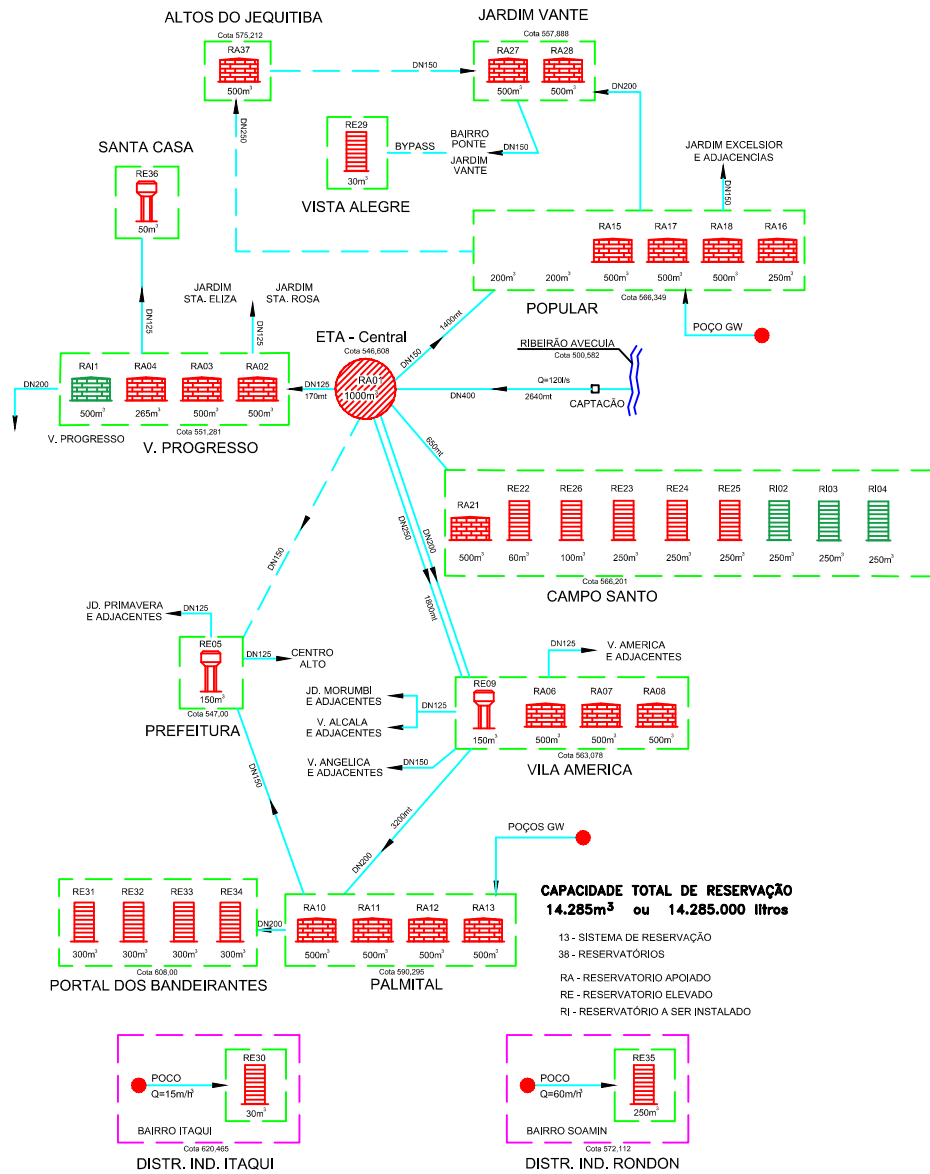 ALTOS DO JEQUITIBA
Cota 575,212
RA37
500m³
DN150
JARDIM VANTE
Cota 557,888
RA27
RA28
500m³
500m³
DN200
DN250
DN150
BAIRRO
PONTE
JARDIM
VANTE
BYPASS
RE29
30m³
VISTA ALEGRE
SANTA CASA
RE36
50m³
JARDIM EXCELSIOR
E ADJACENCIAS
DN150
RA15
RA17
RA18
RA16
200m³
200m³
500m³
500m³
500m³
250m³
Cota 566,349
POPULAR
POÇO GW
JARDIM
STA. ELIZA
JARDIM
STA. ROSA
DN125
DN125
ETA - Central
Cota 546,608
RA01
1000m³
1400mt
DN150
RIBEIRÃO AVECUIA
Cota 500,582
Q=120l/s
DN400
2640mt
CAPTACÃO
DN125
170mt
DN200
RAI1
RA04
RA03
RA02
500m³
265m³
500m³
500m³
V. PROGRESSO
Cota 551,281
V. PROGRESSO
650mt
RA21
RE22
RE26
RE23
RE24
RE25
RI02
RI03
RI04
500m³
60m³
100m³
250m³
250m³
250m³
250m³
250m³
250m³
Cota 566,201
CAMPO SANTO
DN150
DN250
DN200
1800mt
JD. PRIMAVERA
E ADJACENTES
DN125
RE05
150m³
DN125
CENTRO
ALTO
Cota 547,00
PREFEITURA
DN125
V. AMERICA
E ADJACENTES
RE09
RA06
RA07
RA08
150m³
500m³
500m³
500m³
Cota 563,078
VILA AMERICA
JD. MORUMBI
E ADJACENTES
DN125
V. ALCALA
E ADJACENTES
V. ANGELICA
E ADJACENTES
DN150
DN150
3200mt
DN200
POÇOS GW
RE31
RE32
RE33
RE34
300m³
300m³
300m³
300m³
Cota 608,00
PORTAL DOS BANDEIRANTES
DN200
RA10
RA11
RA12
RA13
500m³
500m³
500m³
500m³
Cota 590,295
PALMITAL
CAPACIDADE TOTAL DE RESERVAÇÃO
14.285m³ ou 14.285.000 litros
13 - SISTEMA DE RESERVAÇÃO
38 - RESERVATÓRIOS
RA - RESERVATORIO APOIADO
RE - RESERVATORIO ELEVADO
RI - RESERVATÓRIO A SER INSTALADO
POCO
Q=15m/h³
RE30
30m³
BAIRRO ITAQUI
Cota 620,465
DISTR. IND. ITAQUI
POCO
Q=60m/h³
RE35
250m³
BAIRRO SOAMIN
Cota 572,112
DISTR. IND. RONDON